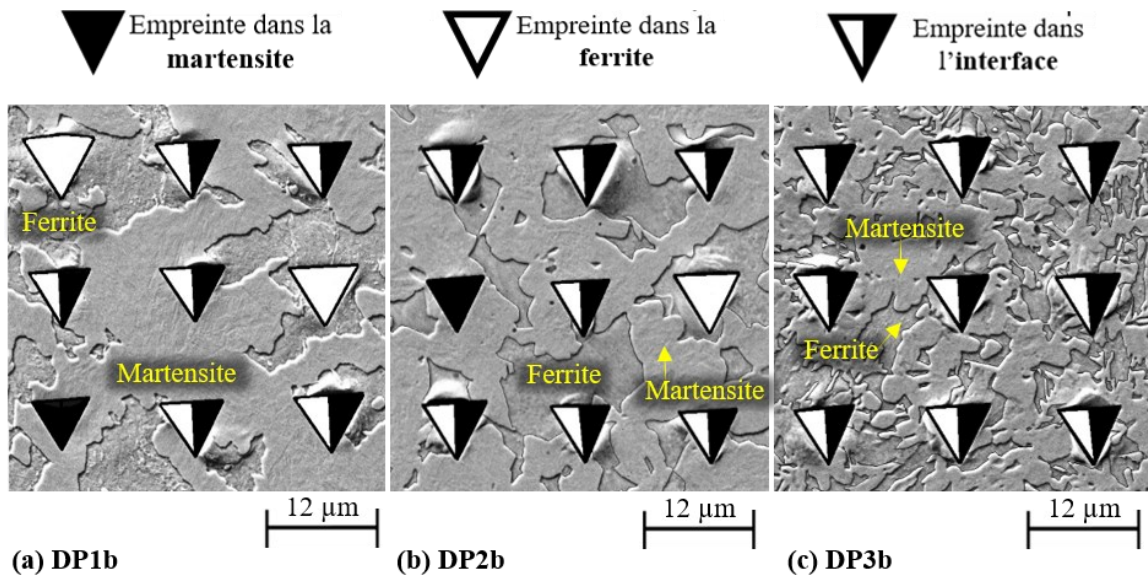 Empreinte dans la
martensite
Empreinte dans la
ferrite
Empreinte dans
l'interface
Ferrite
Martensite
Ferrite
Martensite
Martensite
Ferrite
12 µm
12 µm
12 µm
(a) DP1b
(b) DP2b
(c) DP3b